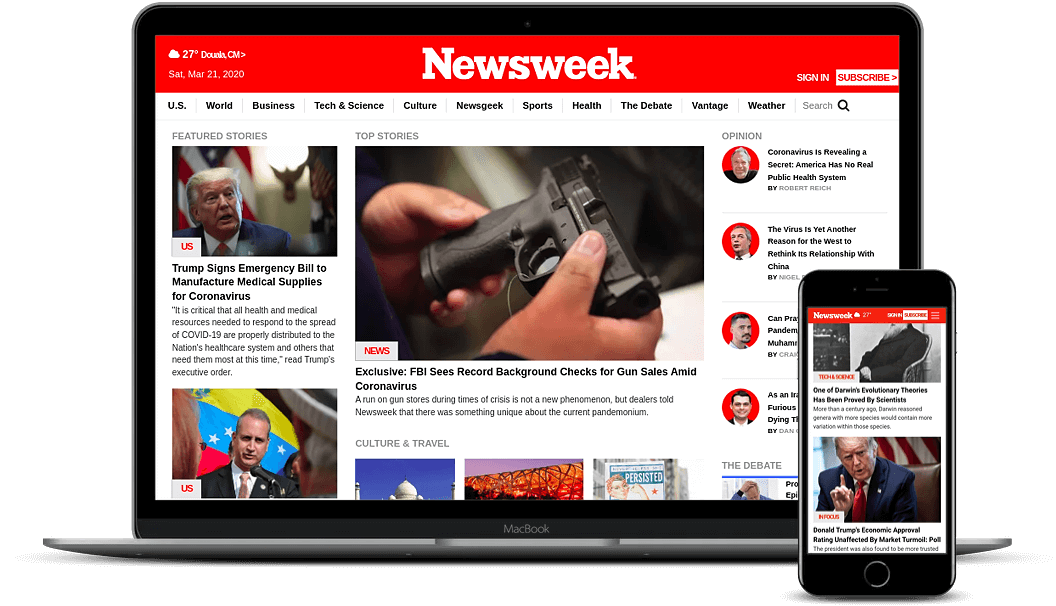 27° Douala, CM >
Sat, Mar 21, 2020
Newsweek
SIGN IN SUBSCRIBE >
U.S. World Business Tech & Science Culture Newsgeek Sports Health The Debate Vantage Weather Search
FEATURED STORIES
US
Trump Signs Emergency Bill to
Manufacture Medical Supplies
for Coronavirus
"It is critical that all health and medical
resources needed to respond to the spread
of COVID-19 are properly distributed to the
Nation's healthcare system and others that
need them most at this time," read Trump's
executive order.
US
TOP STORIES
NEWS
Exclusive: FBI Sees Record Background Checks for Gun Sales Amid
Coronavirus
A run on gun stores during times of crisis is not a new phenomenon, but dealers told
Newsweek that there was something unique about the current pandemonium.
CULTURE & TRAVEL
PERSISTED
OPINION
Coronavirus Is Revealing a
Secret: America Has No Real
Public Health System
BY ROBERT REICH
The Virus Is Yet Another
Reason for the West to
Rethink Its Relationship With
China
BY NIGEL
Can Pra
Pandem
Muhamm
BY CRAI
As an Ira
Furious
Dying Th
BY DAN
THE DEBATE
Pro
Epi
MacBook
Newsweek 27° SIGN IN SUBSCRIBE
TECH & SCIENCE
One of Darwin's Evolutionary Theories
Has Been Proved By Scientists
More than a century ago, Darwin reasoned
genera with more species would contain more
variation within those species.
IN FOCUS
Donald Trump's Economic Approval
Rating Unaffected By Market Turmoil: Poll
The president was also found to be more trusted